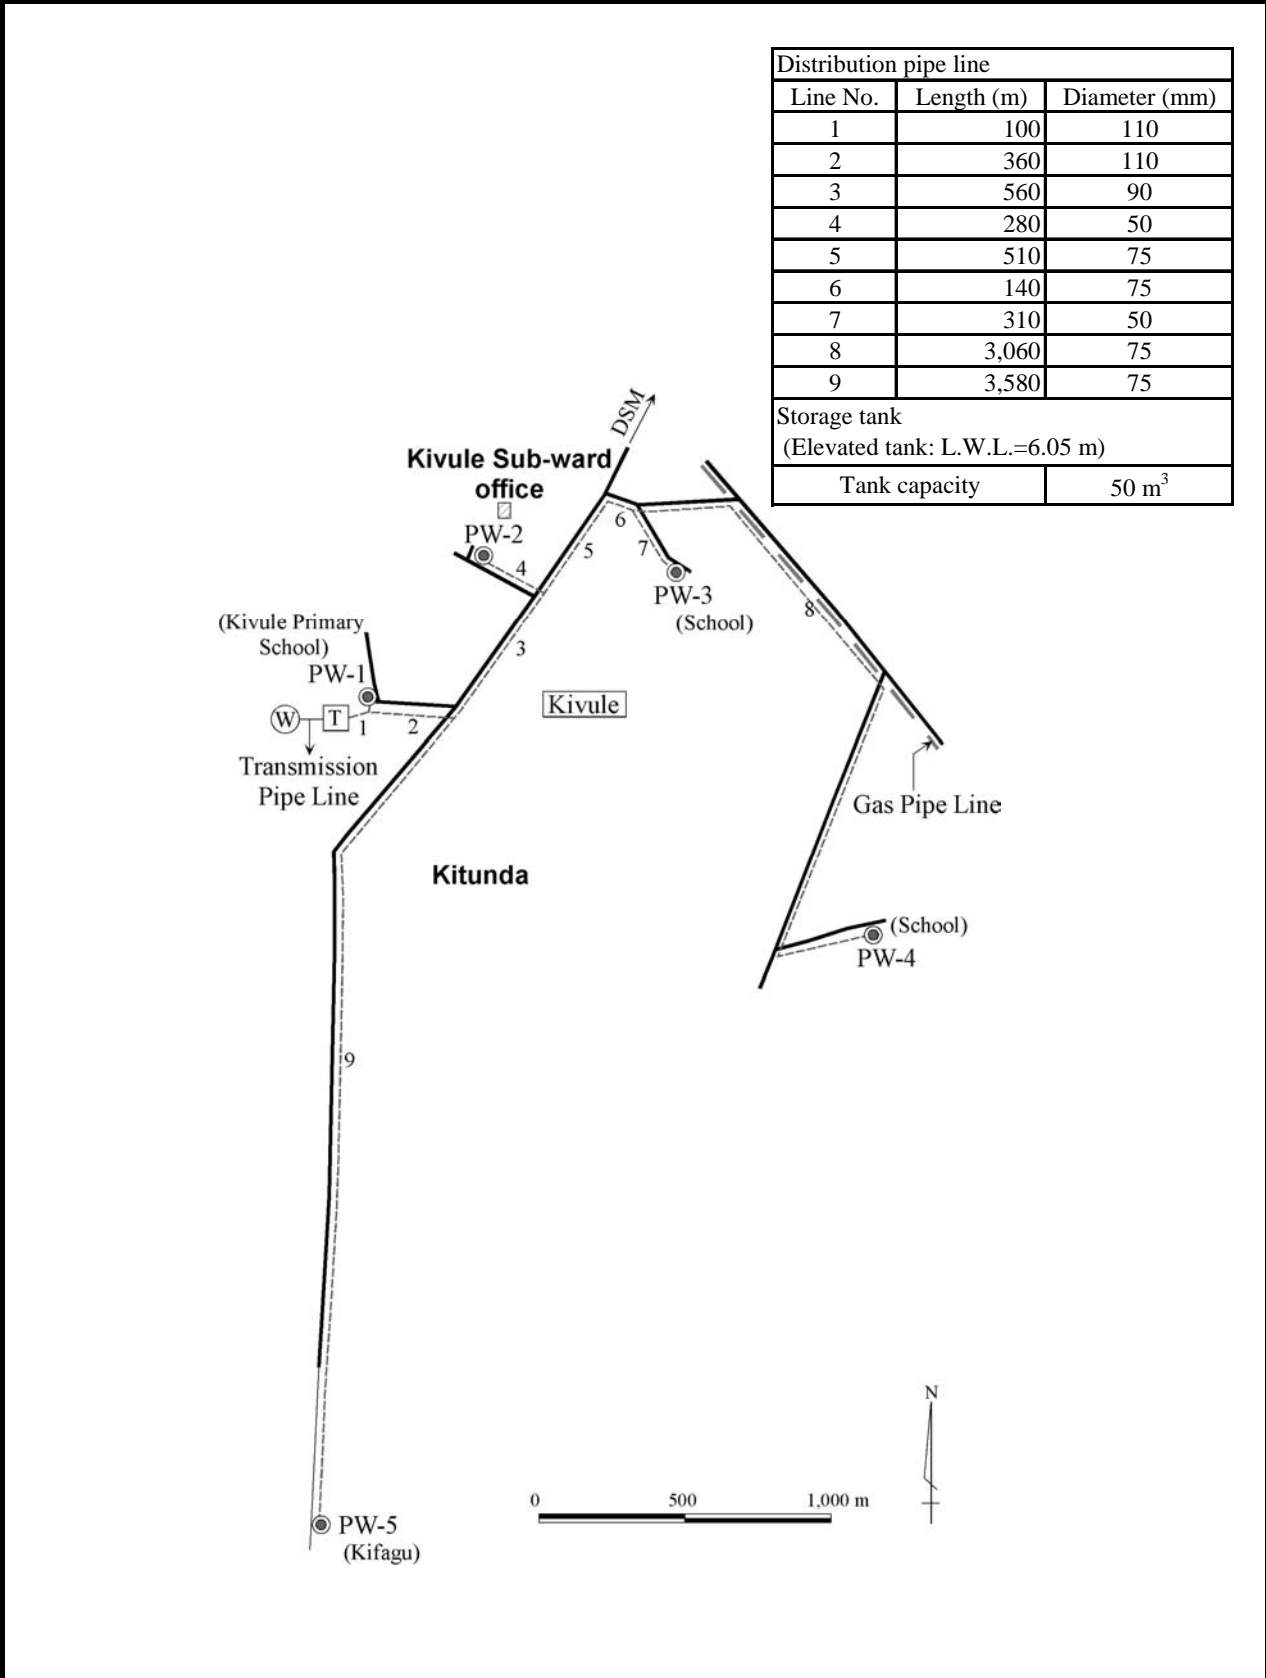 Distribution pipe line
Line No. Length (m) Diameter (mm)
1 100 110
2 360 110
3 560 90
4 280 50
5 510 75
6 140 75
7 310 50
8 3,060 75
9 3,580 75
Storage tank
(Elevated tank: L.W.L.=6.05 m)
Tank capacity 50 m³
DSM
Kivule Sub-ward
office
PW-2
4
5
6
7
PW-3
(School)
8
3
(Kivule Primary
School)
PW-1
W T 1 2
Kivule
Transmission
Pipe Line
Gas Pipe Line
Kitunda
(School)
PW-4
9
N
0 500 1,000 m
PW-5
(Kifagu)